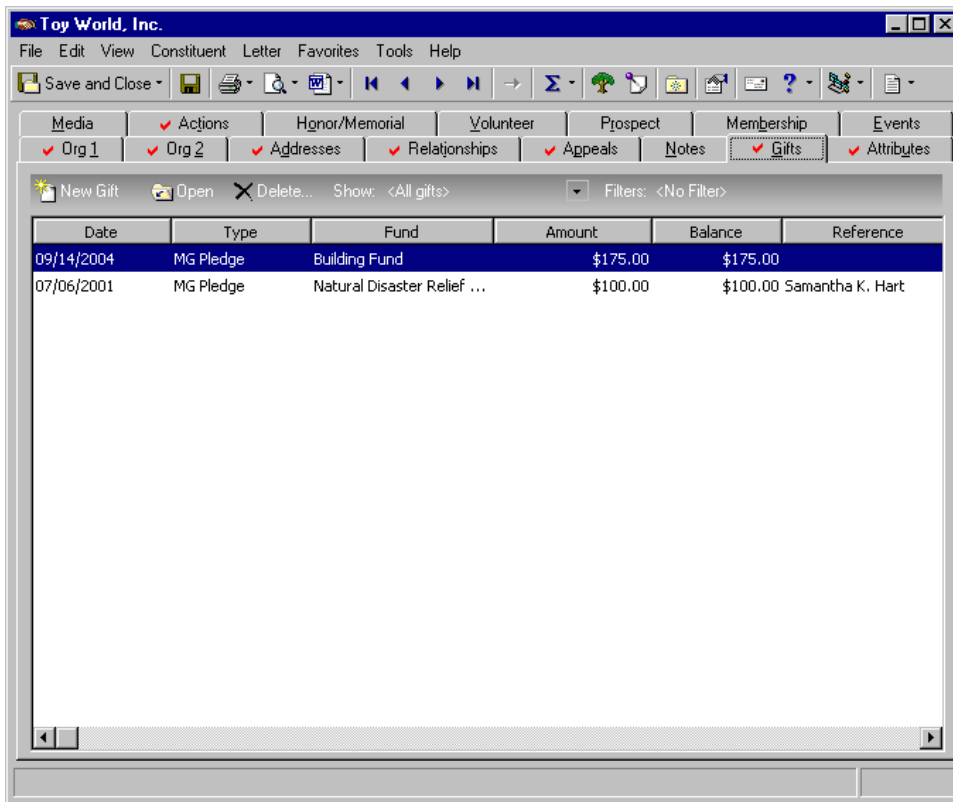 Toy World, Inc.
File Edit View Constituent Letter Favorites Tools Help
Save and Close
Media Actions Honor/Memorial Volunteer Prospect Membership Events
Org 1 Org 2 Addresses Relationships Appeals Notes Gifts Attributes
New Gift Open Delete... Show: <All gifts> Filters: <No Filter>
Date Type Fund Amount Balance Reference
09/14/2004 MG Pledge Building Fund $175.00 $175.00
07/06/2001 MG Pledge Natural Disaster Relief ... $100.00 $100.00 Samantha K. Hart